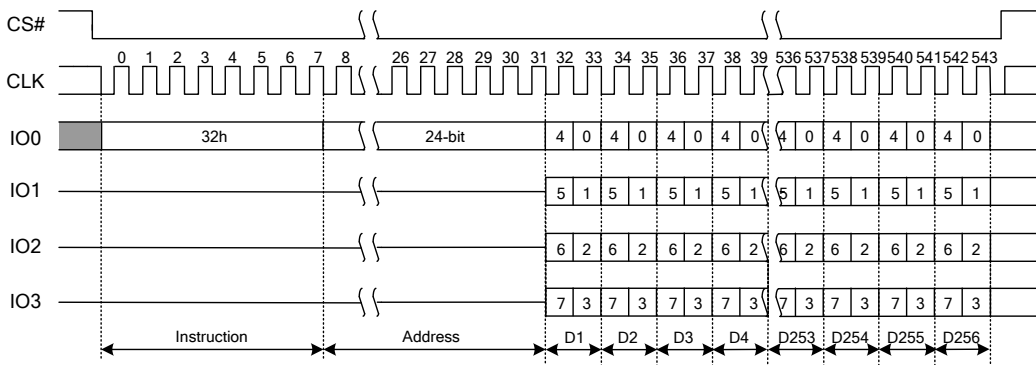 CS#
0 1 2 3 4 5 6 7 8 26 27 28 29 30 31 32 33 34 35 36 37 38 39 536 537 538 539 540 541 542 543
CLK
IO0 32h 24-bit 4 0 4 0 4 0 4 0 4 0 4 0 4 0 4 0
IO1 5 1 5 1 5 1 5 1 5 1 5 1 5 1 5 1
IO2 6 2 6 2 6 2 6 2 6 2 6 2 6 2 6 2
IO3 7 3 7 3 7 3 7 3 7 3 7 3 7 3 7 3
Instruction Address D1 D2 D3 D4 D253 D254 D255 D256